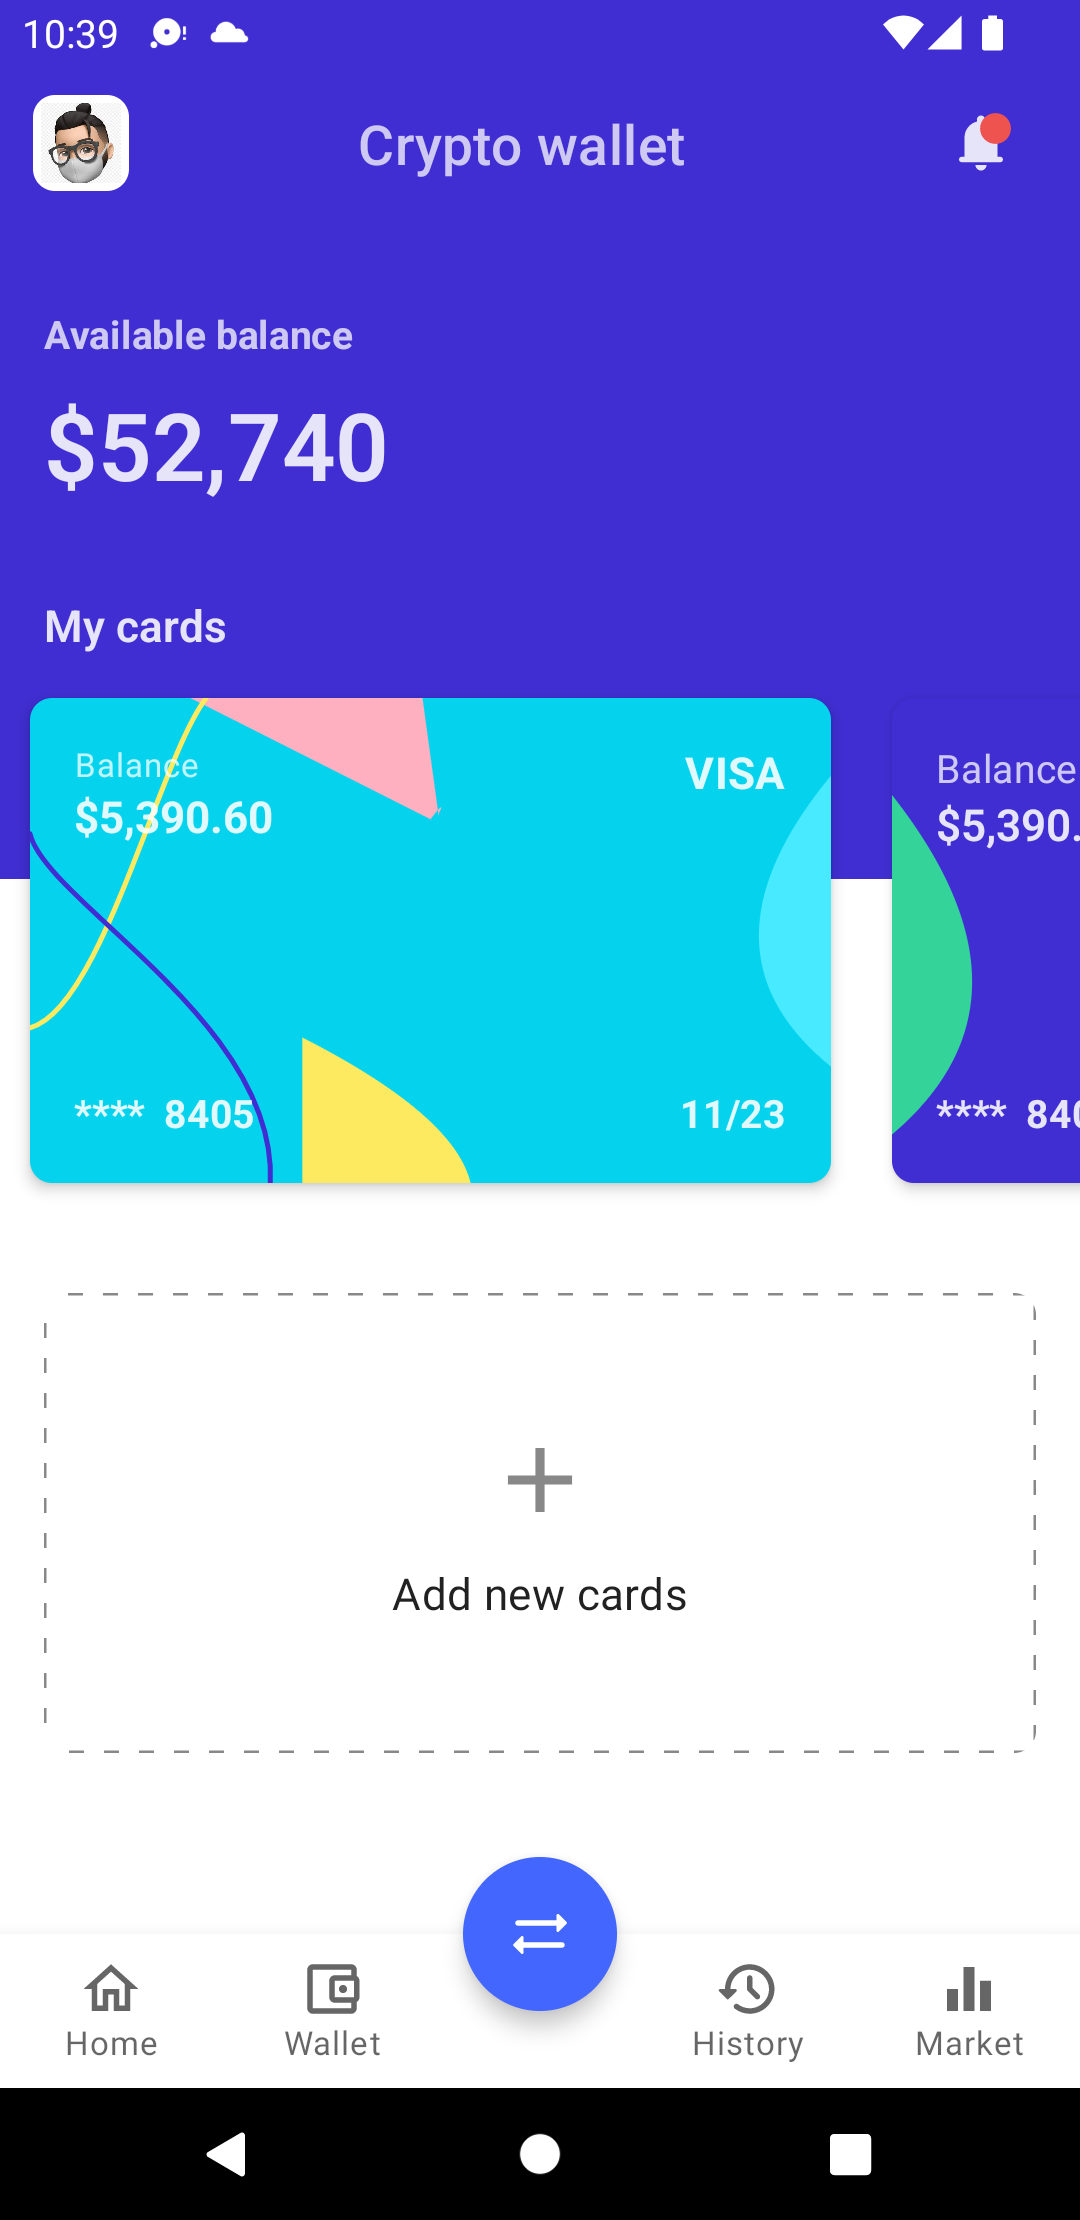 10:39
Crypto wallet
Available balance
$52,740
My cards
Balance
$5,390.60
VISA
**** 8405
11/23
Balance
$5,390.
**** 840
Add new cards
Home
Wallet
History
Market